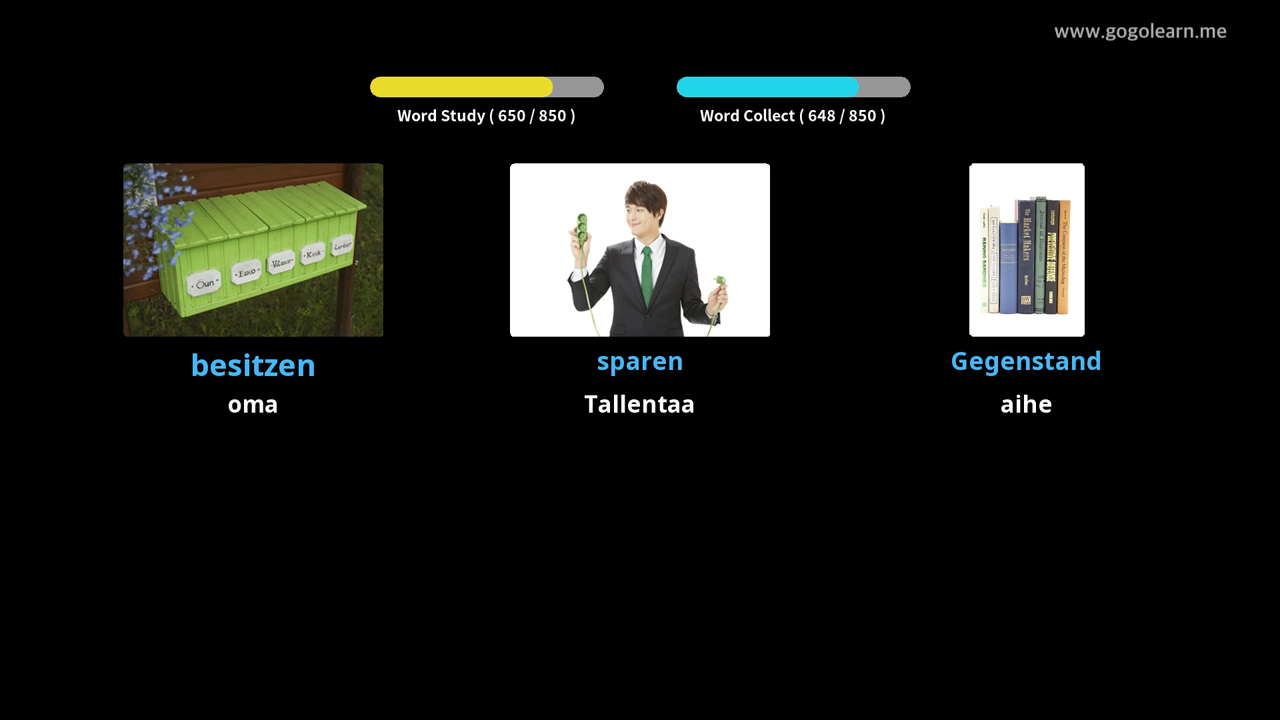 www.gogolearn.me
Word Study ( 650 / 850 )
Word Collect ( 648 / 850 )
besitzen
oma
sparen
Tallentaa
Gegenstand
aihe